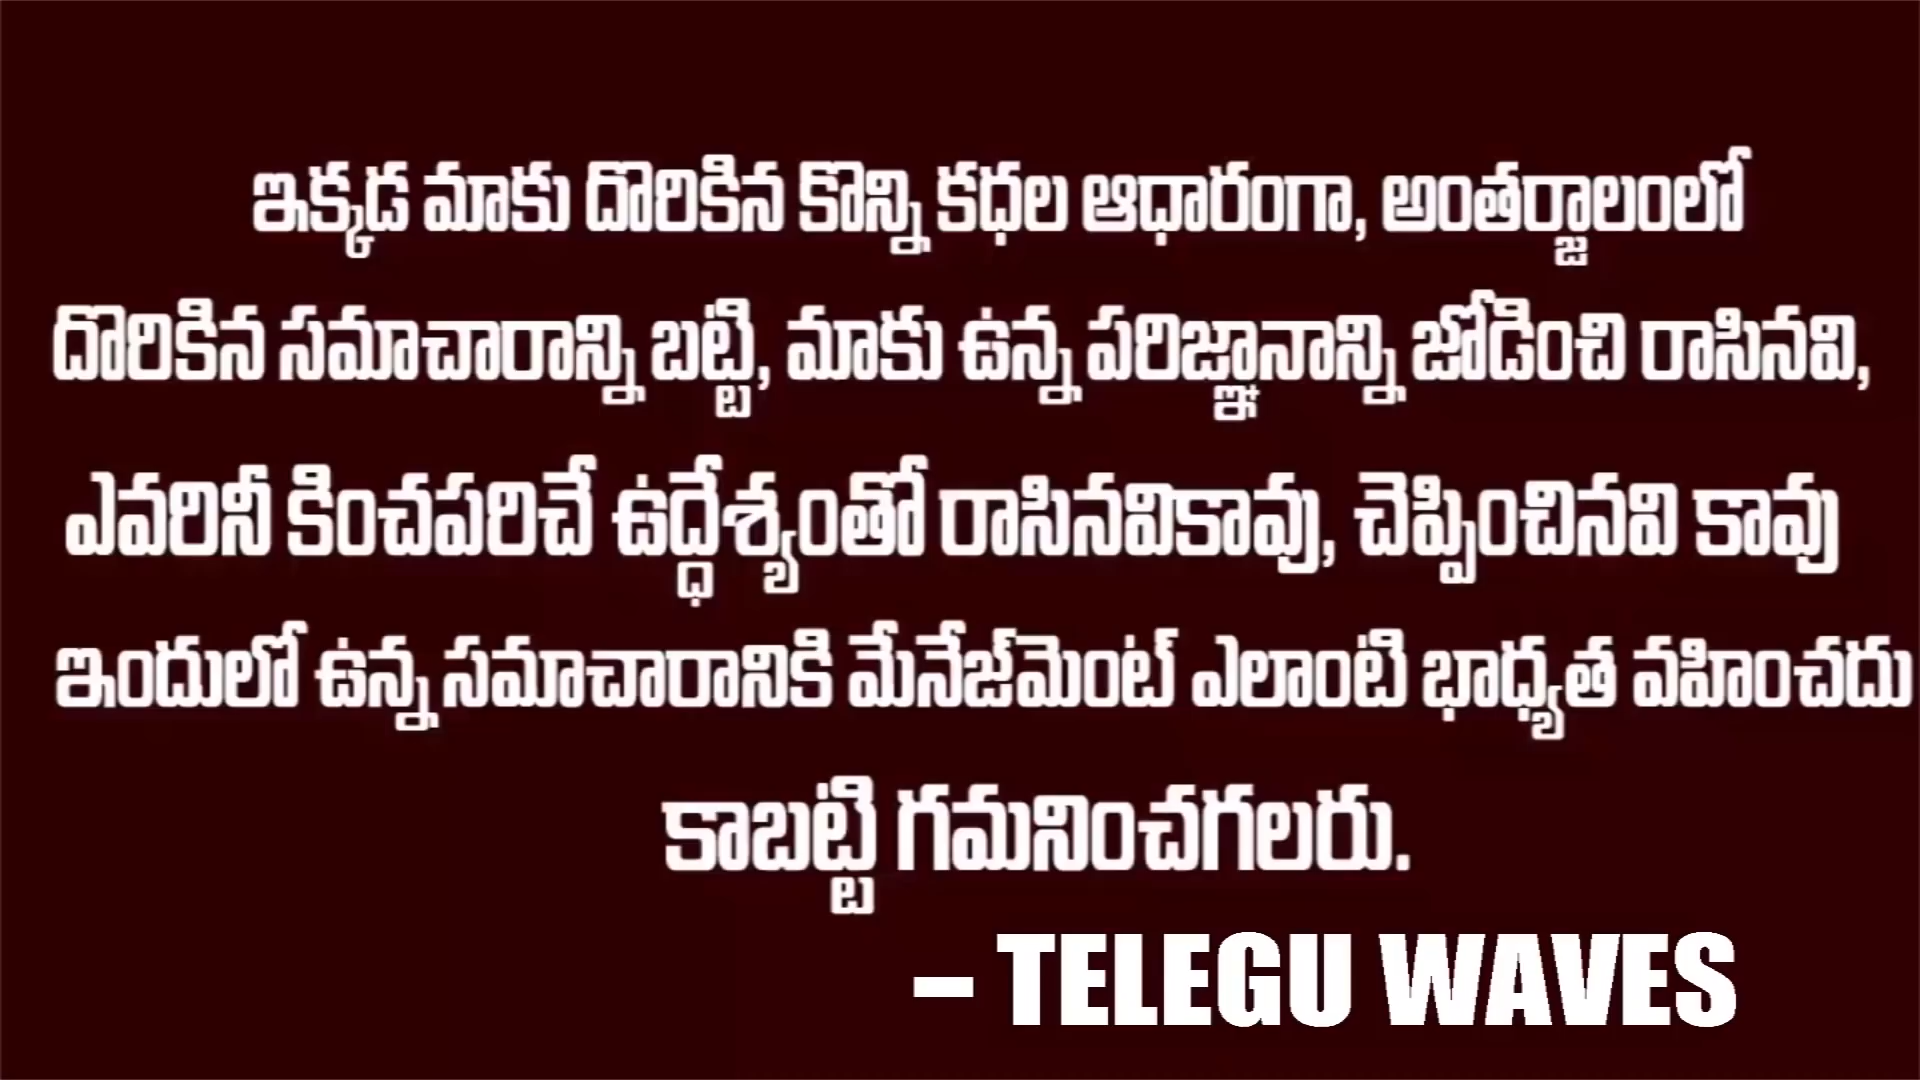 ఇక్కడ మాకు దొరికిన కొన్ని కధల ఆధారంగా, అంతర్జాలంలో
దొరికిన సమాచారాన్ని బట్టి, మాకు ఉన్న పరిజ్ఞానాన్ని జోడించి రాసినవి,
ఎవరినీ కించపరిచే ఉద్ధేశ్యంతో రాసినవికావు, చెప్పించినవి కావు
ఇందులో ఉన్న సమాచారానికి మేనేజ్‌మెంట్ ఎలాంటి భాధ్యత వహించదు
కాబట్టి గమనించగలరు.
– TELEGU WAVES